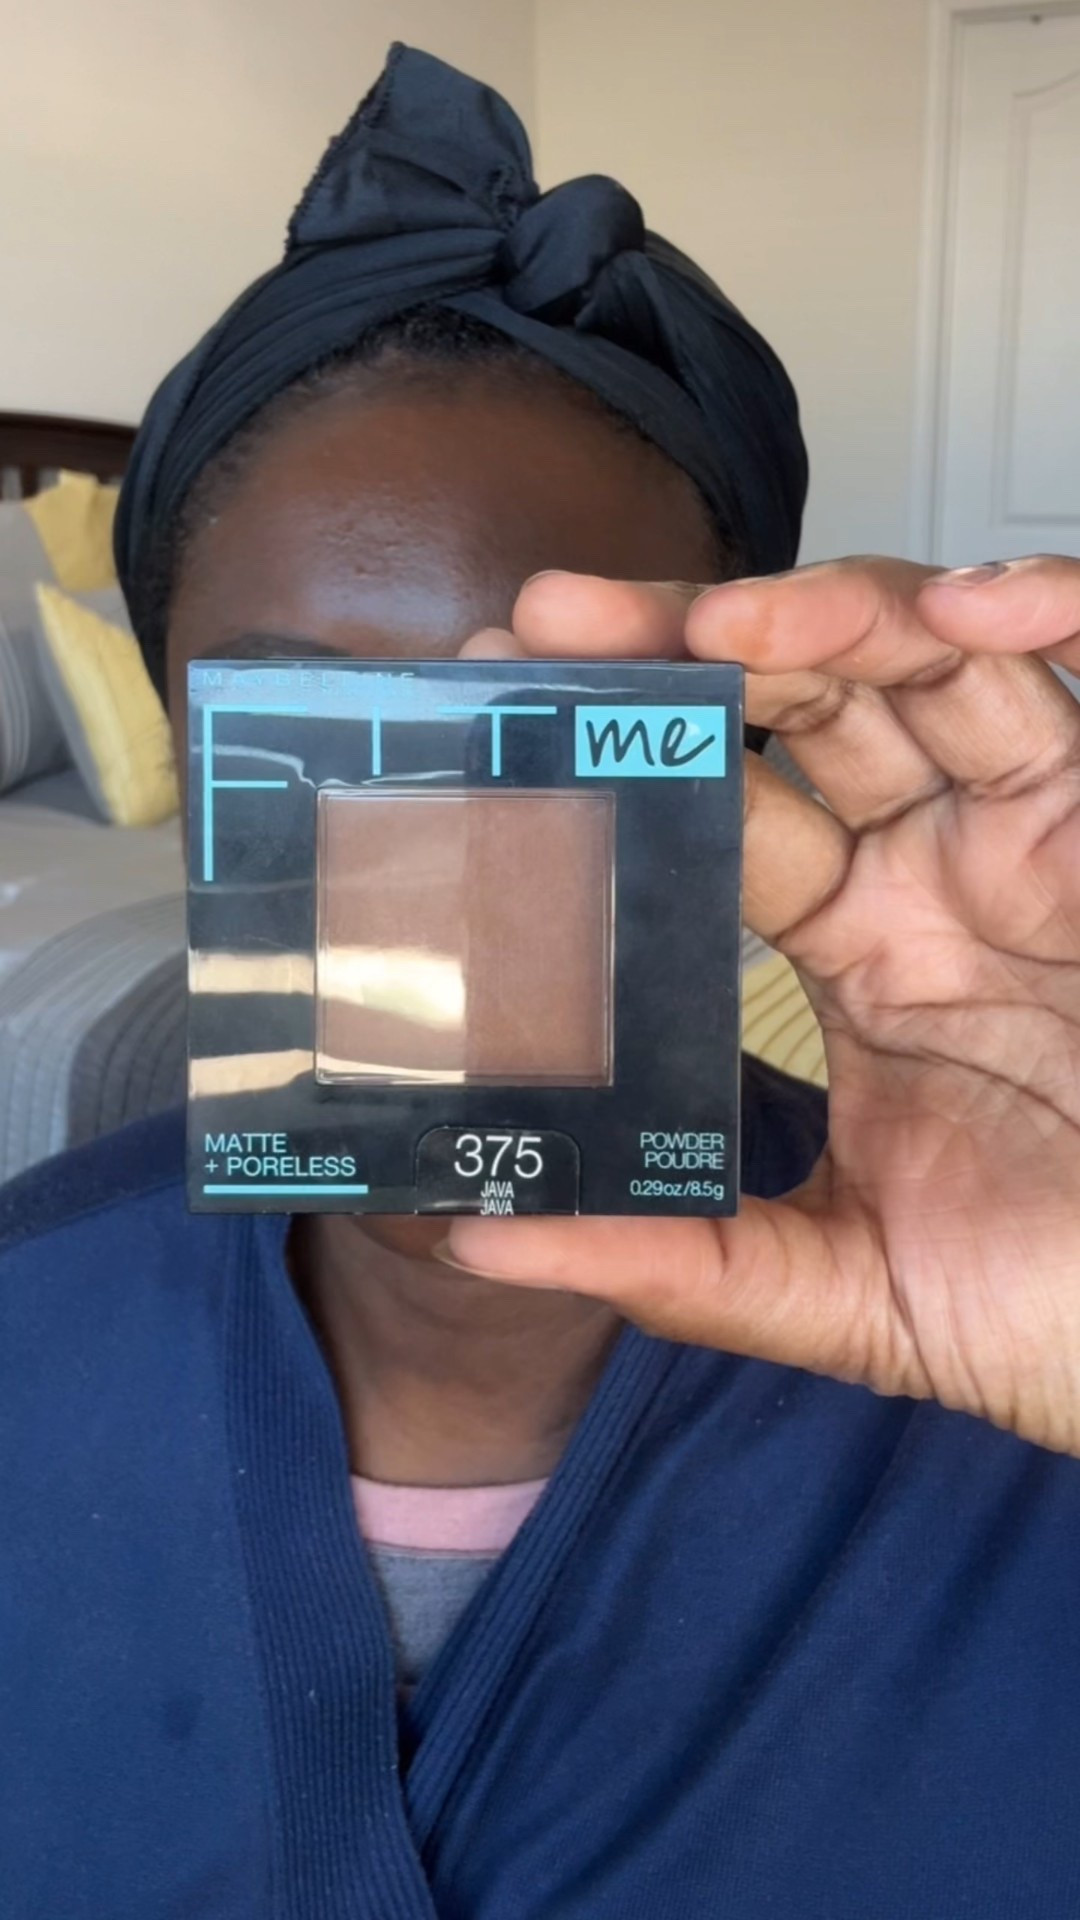 MAYBELLINE
FIT me
MATTE
+ PORELESS
375
JAVA
JAVA
POWDER
POUDRE
0.29oz/8.5g